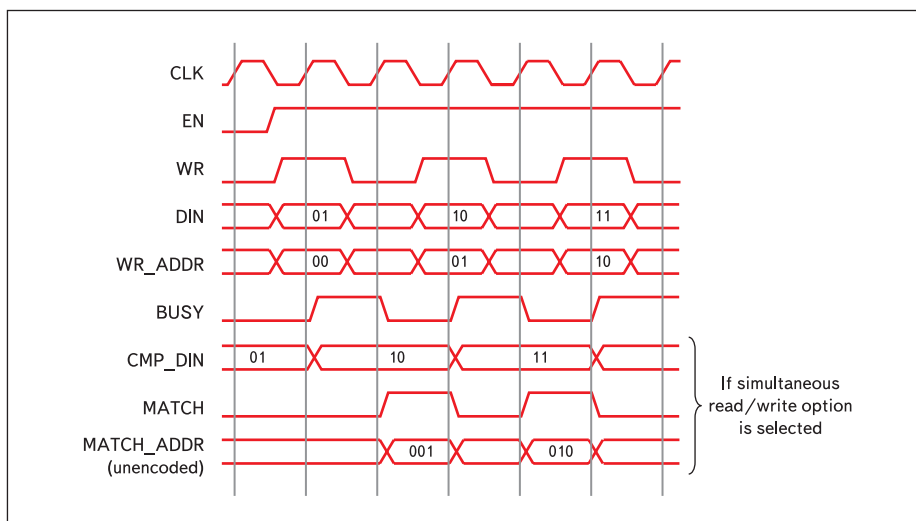 CLK
EN
WR
DIN 01 10 11
WR_ADDR 00 01 10
BUSY
CMP_DIN 01 10 11
MATCH
MATCH_ADDR 001 010
(unencoded)
If simultaneous
read/write option
is selected